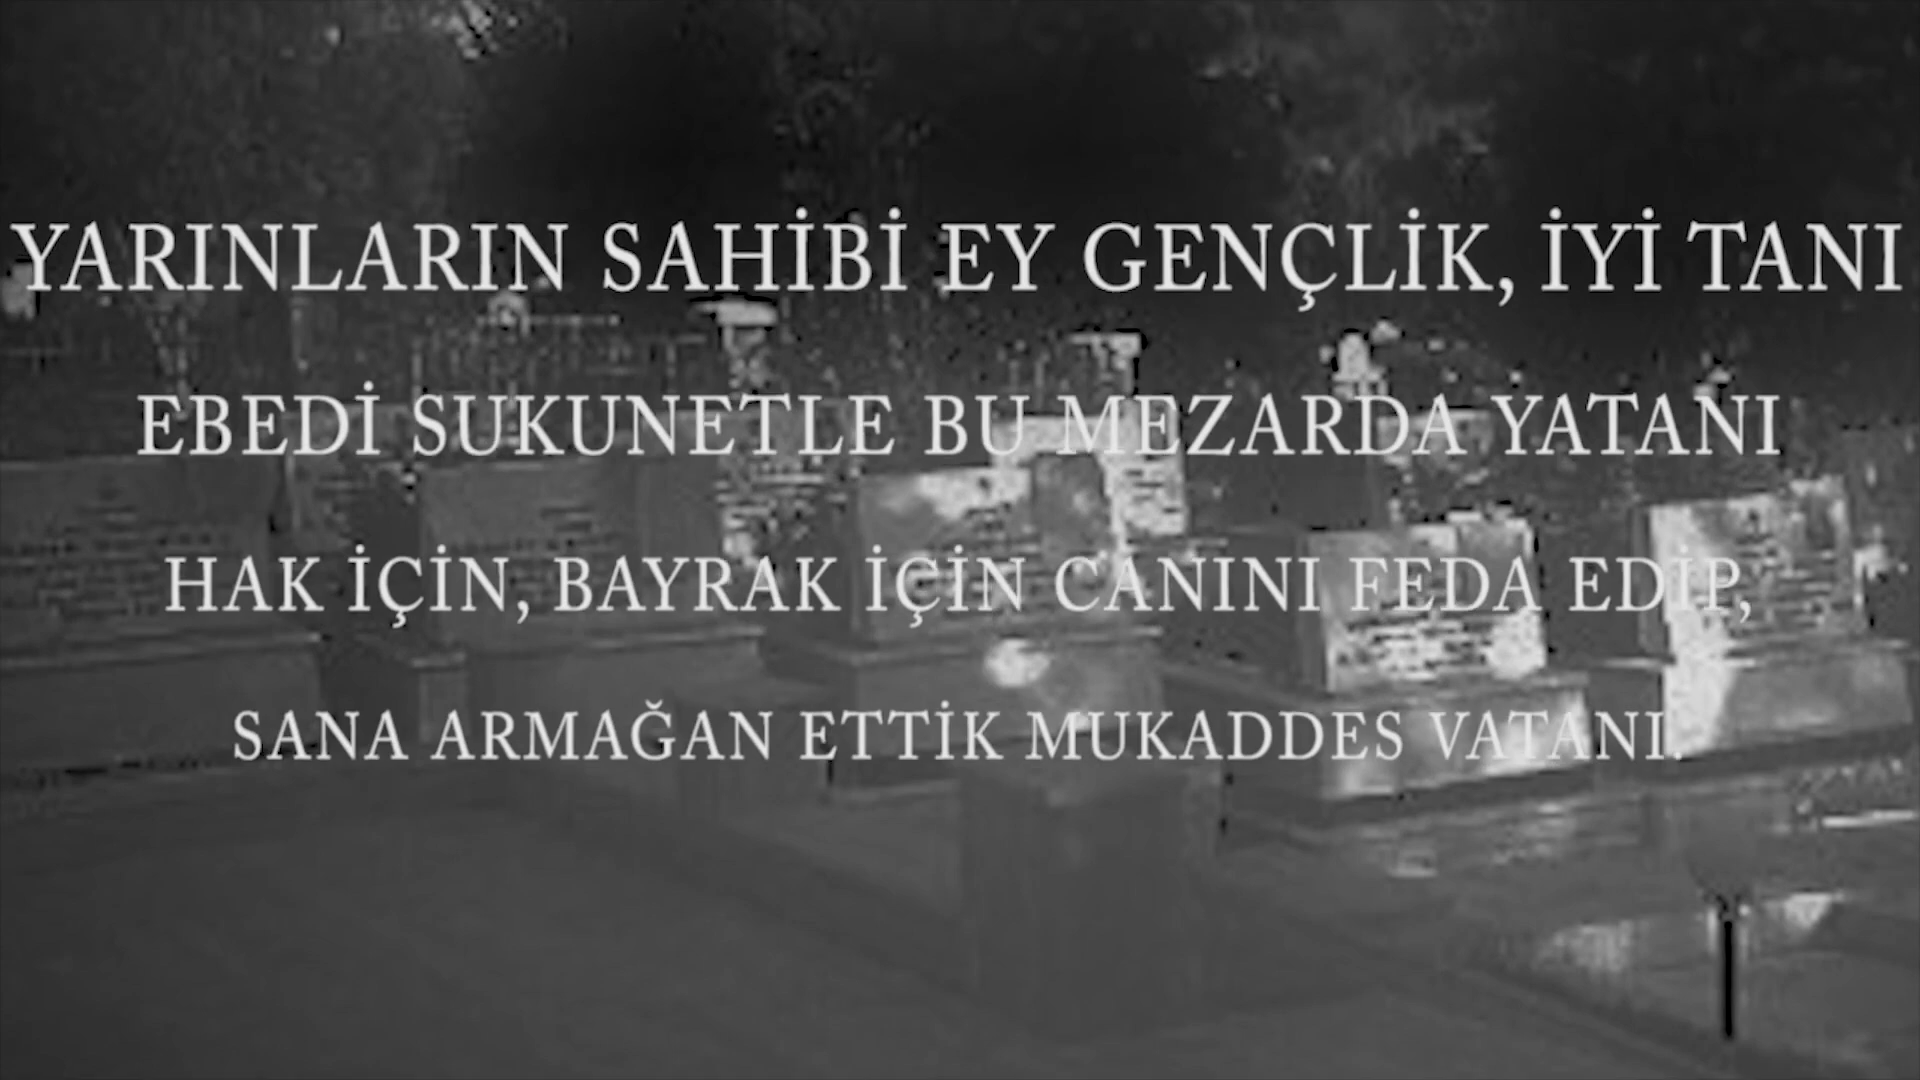 YARINLARIN SAHİBİ EY GENÇLİK, İYİ TANI
EBEDİ SUKUNETLE BU MEZARDA YATANI
HAK İÇİN, BAYRAK İÇİN CANINI FEDA EDİP,
SANA ARMAĞAN ETTİK MUKADDES VATANI.